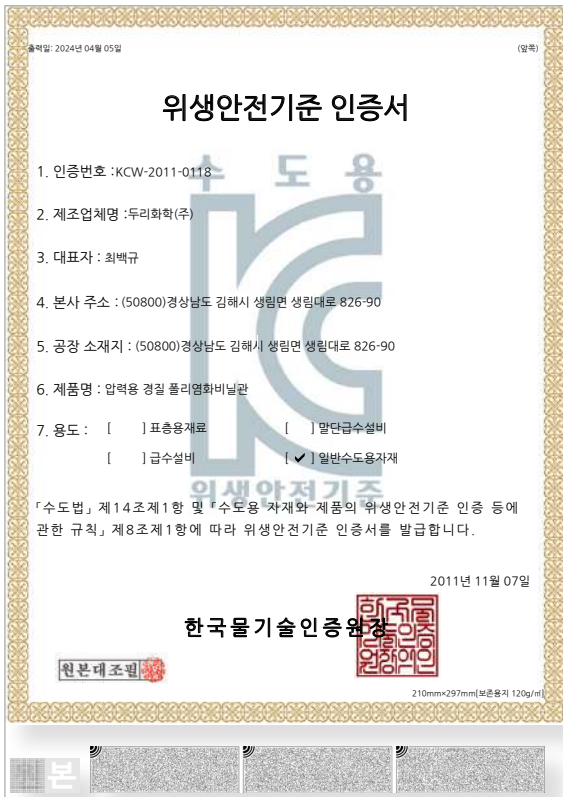 출력일: 2024년 04월 05일 (앞쪽)
위생안전기준 인증서
수 도 용
1. 인증번호 :KCW-2011-0118
2. 제조업체명 :두리화학(주)
3. 대표자 : 최백규
4. 본사 주소 : (50800)경상남도 김해시 생림면 생림대로 826-90
5. 공장 소재지 : (50800)경상남도 김해시 생림면 생림대로 826-90
6. 제품명 : 압력용 경질 폴리염화비닐관
7. 용도 : [ ] 표층용재료 [ ] 말단급수설비
[ ] 급수설비 [ ✔ ] 일반수도용자재
위생안전기준
「수도법」 제14조제1항 및 「수도용 자재와 제품의 위생안전기준 인증 등에
관한 규칙」 제8조제1항에 따라 위생안전기준 인증서를 발급합니다.
2011년 11월 07일
한국물기술인증원장
한국물
기술인증
원장의인
원본대조필
210mm×297mm[보존용지 120g/㎡]
본